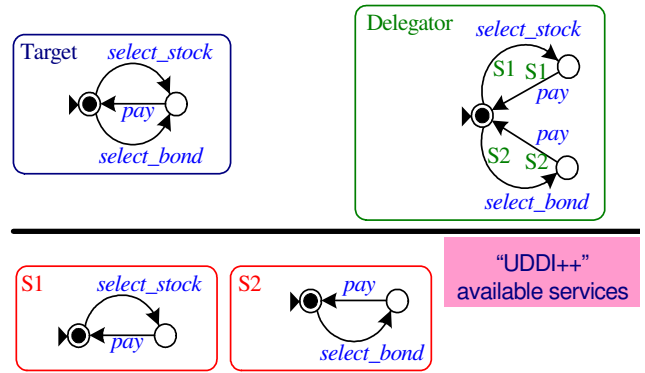 Target
select_stock
pay
select_bond
Delegator
select_stock
S1
S1
pay
pay
S2
S2
select_bond
S1
select_stock
pay
S2
pay
select_bond
“UDDI++”
available services